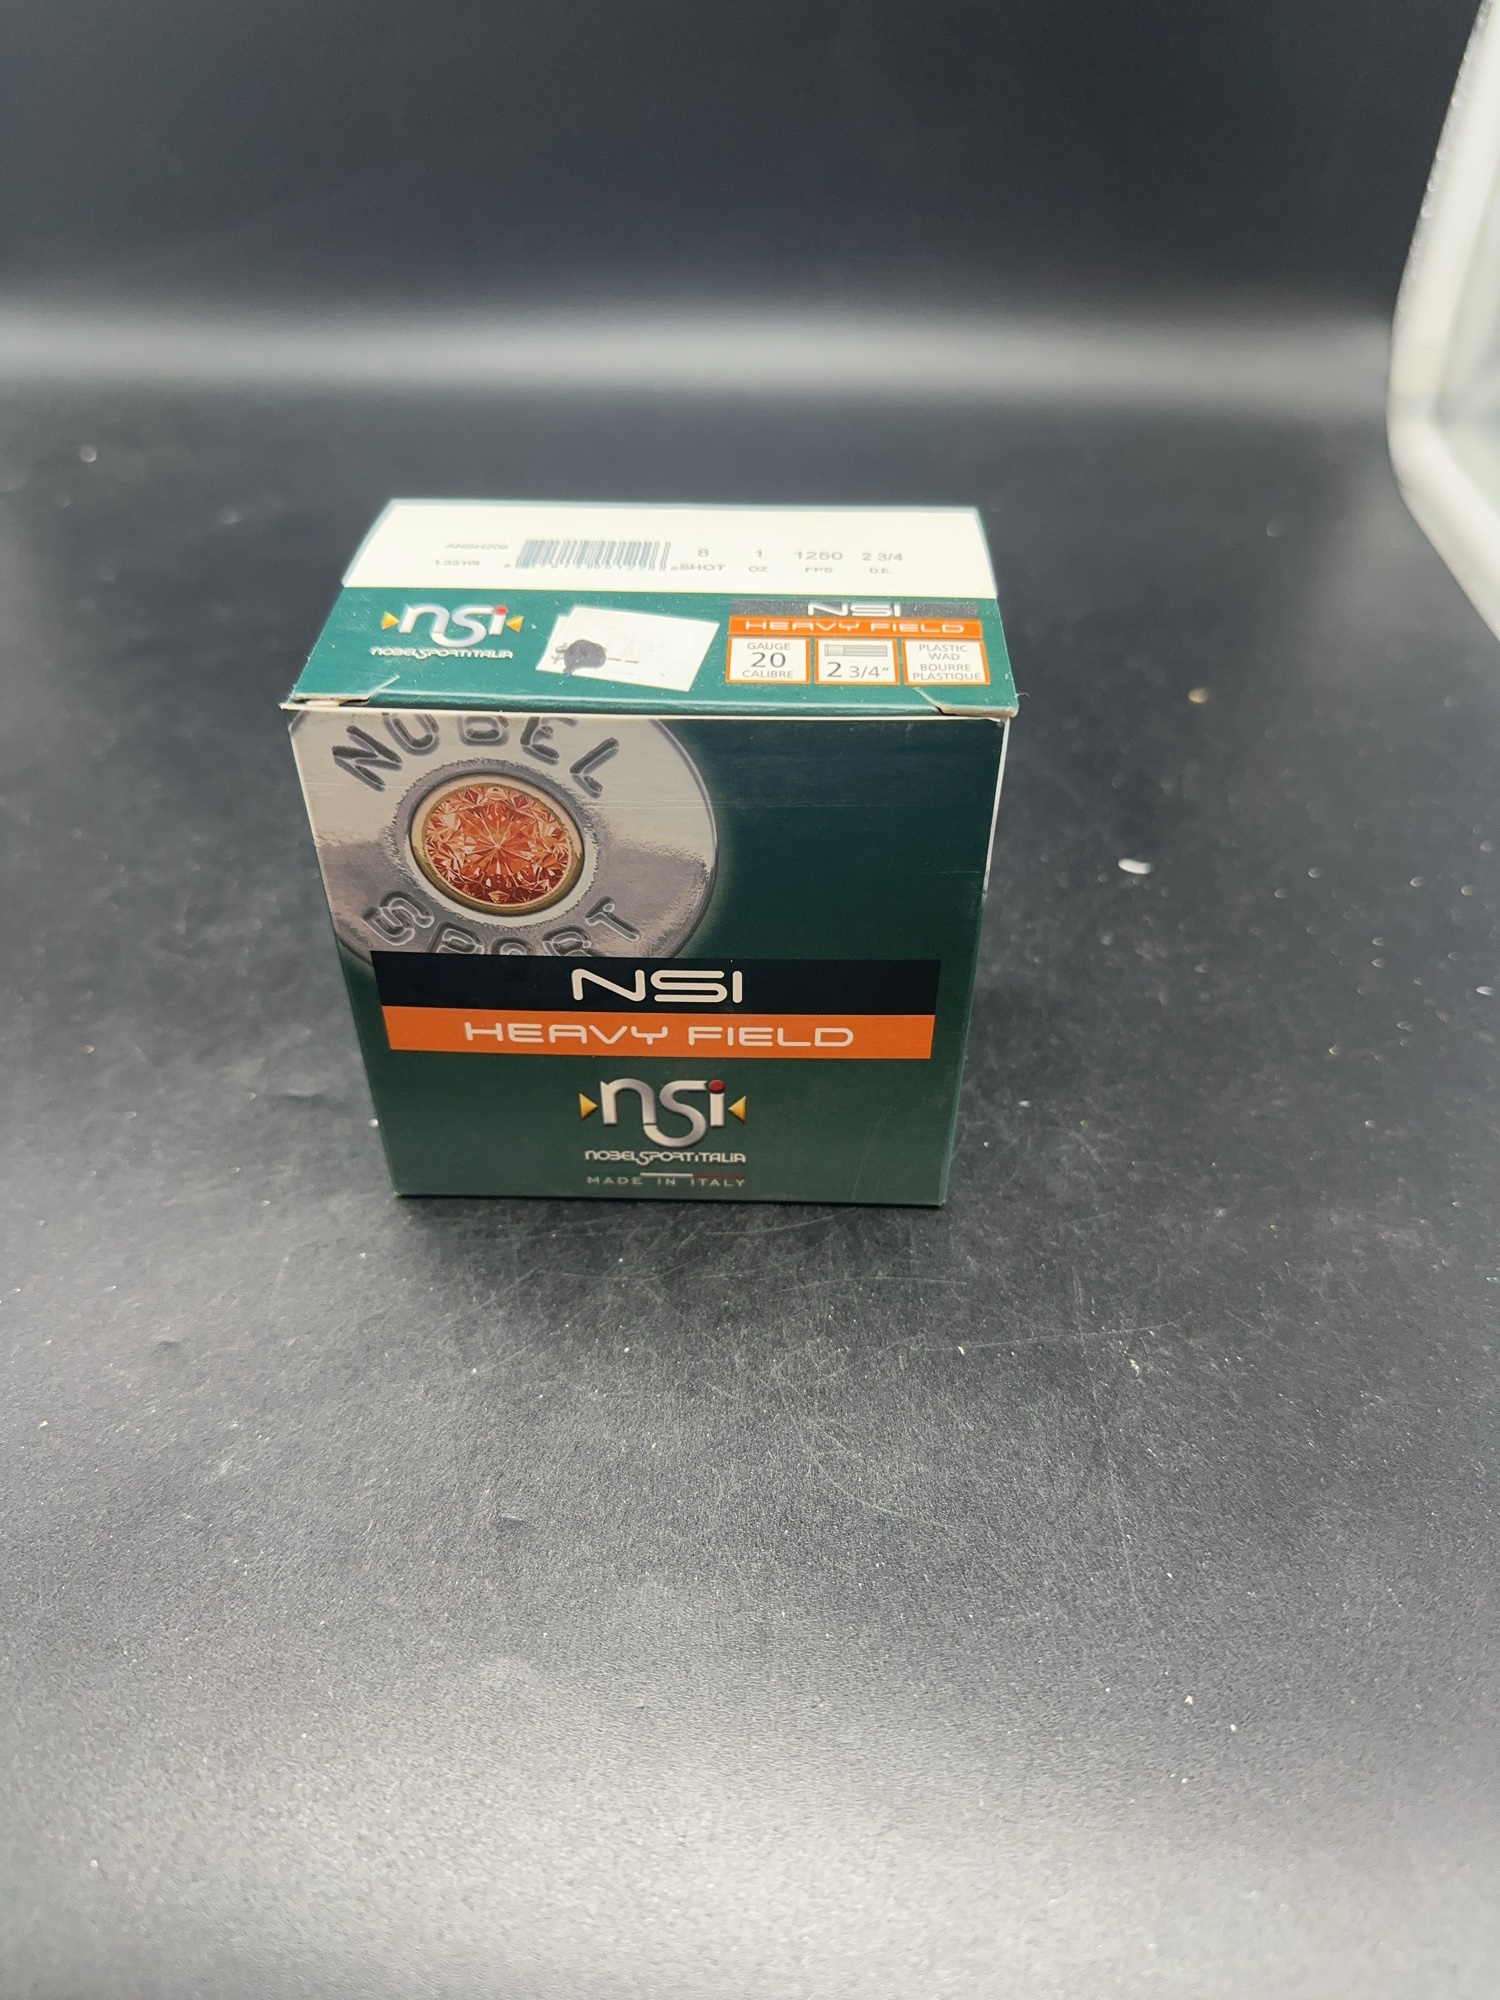 8 1 1250 2 3/4
SHOT OZ FPS DE.
nsi
NOBELSPORTITALIA
NSI
HEAVY FIELD
GAUGE
20
CALIBRE
2 3/4"
PLASTIC
WAD
BOURRE
PLASTIQUE
NOBEL
SPORT
NSI
HEAVY FIELD
nsi
NOBELSPORTITALIA
MADE IN ITALY